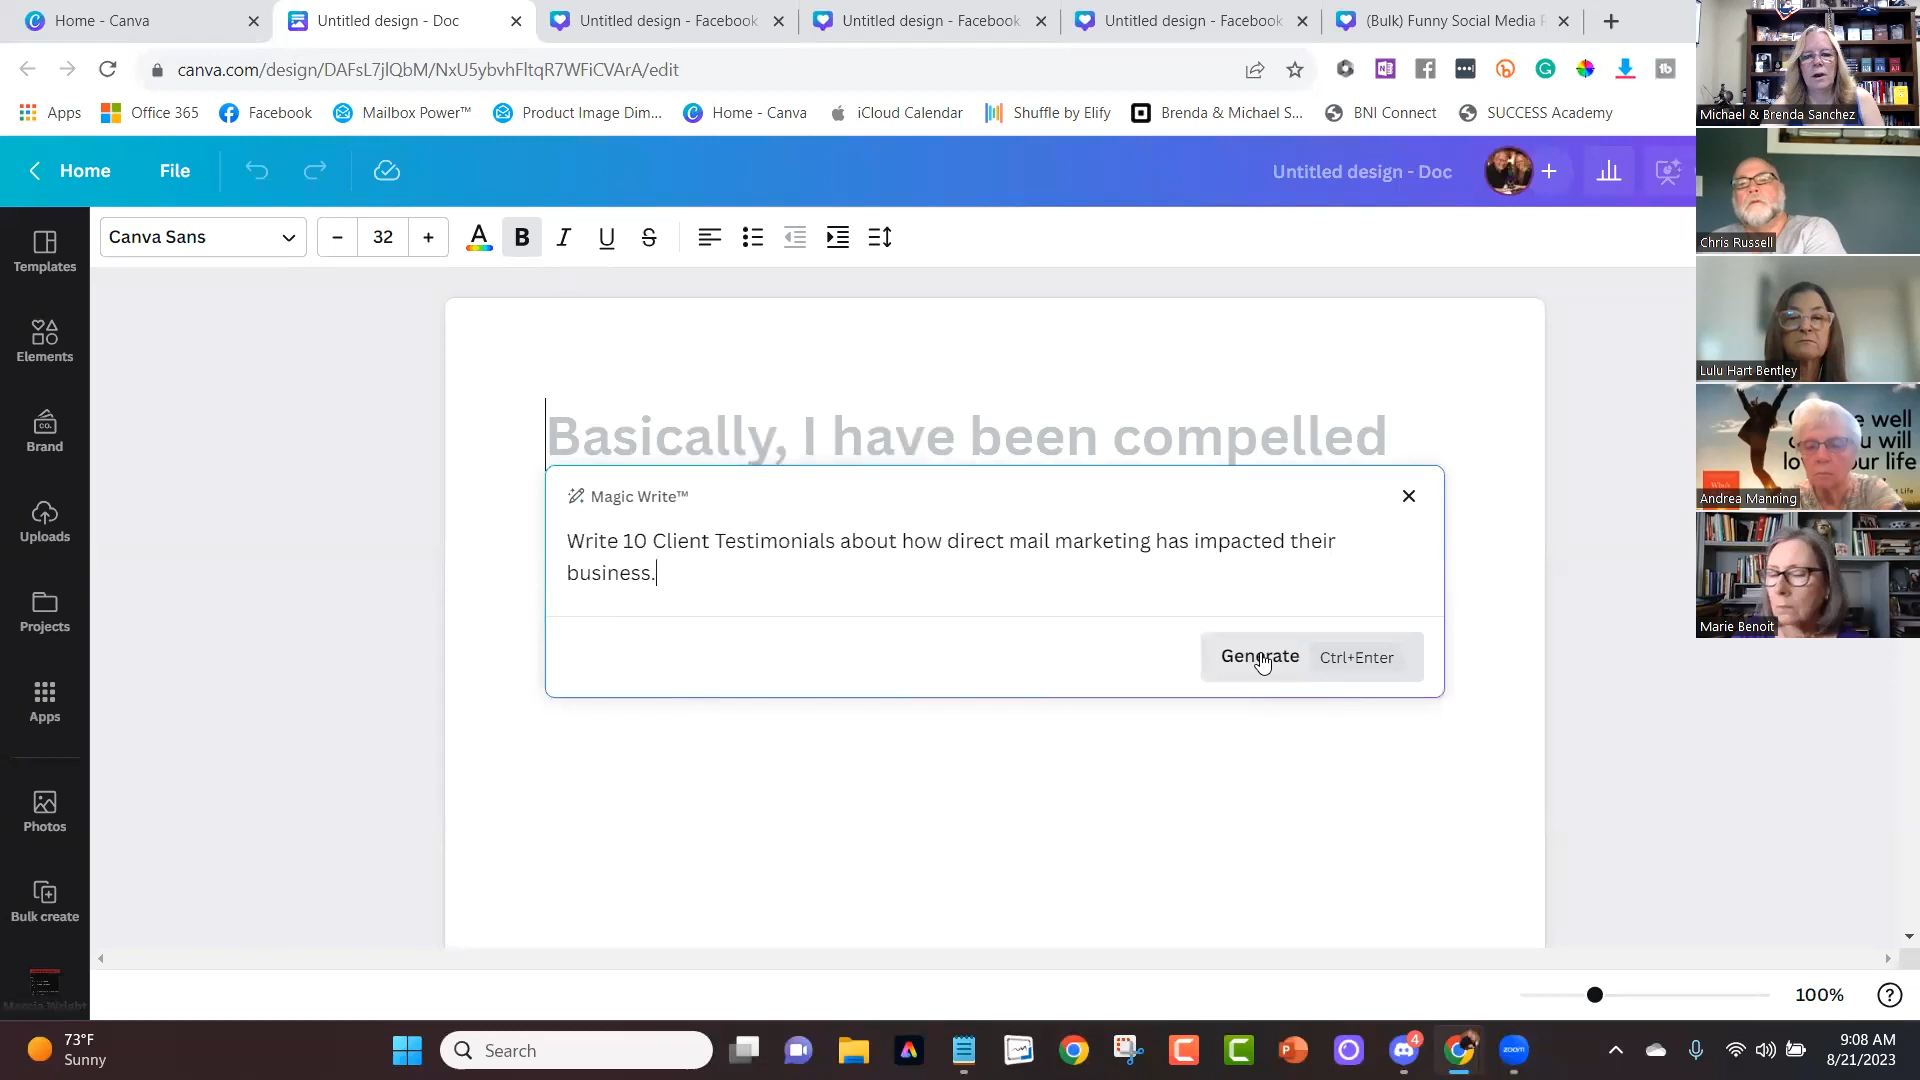 Home - Canva
Untitled design - Doc
Untitled design - Facebook
Untitled design - Facebook
Untitled design - Facebook
(Bulk) Funny Social Media
canva.com/design/DAFsL7jlQbM/NxU5ybvhFltqR7WFiCVArA/edit
Apps
Office 365
Facebook
Mailbox Power™
Product Image Dim...
Home - Canva
iCloud Calendar
Shuffle by Elify
Brenda & Michael S...
BNI Connect
SUCCESS Academy
Home
File
Untitled design - Doc
Canva Sans
32
B
I
U
S
Templates
Elements
Brand
Uploads
Projects
Apps
Photos
Bulk create
Basically, I have been compelled
Magic Write™
Write 10 Client Testimonials about how direct mail marketing has impacted their
business.
Generate
Ctrl+Enter
100%
Michael & Brenda Sanchez
Chris Russell
Lulu Hart Bentley
Andrea Manning
Marie Benoit
73°F
Sunny
Search
4
zoom
9:08 AM
8/21/2023